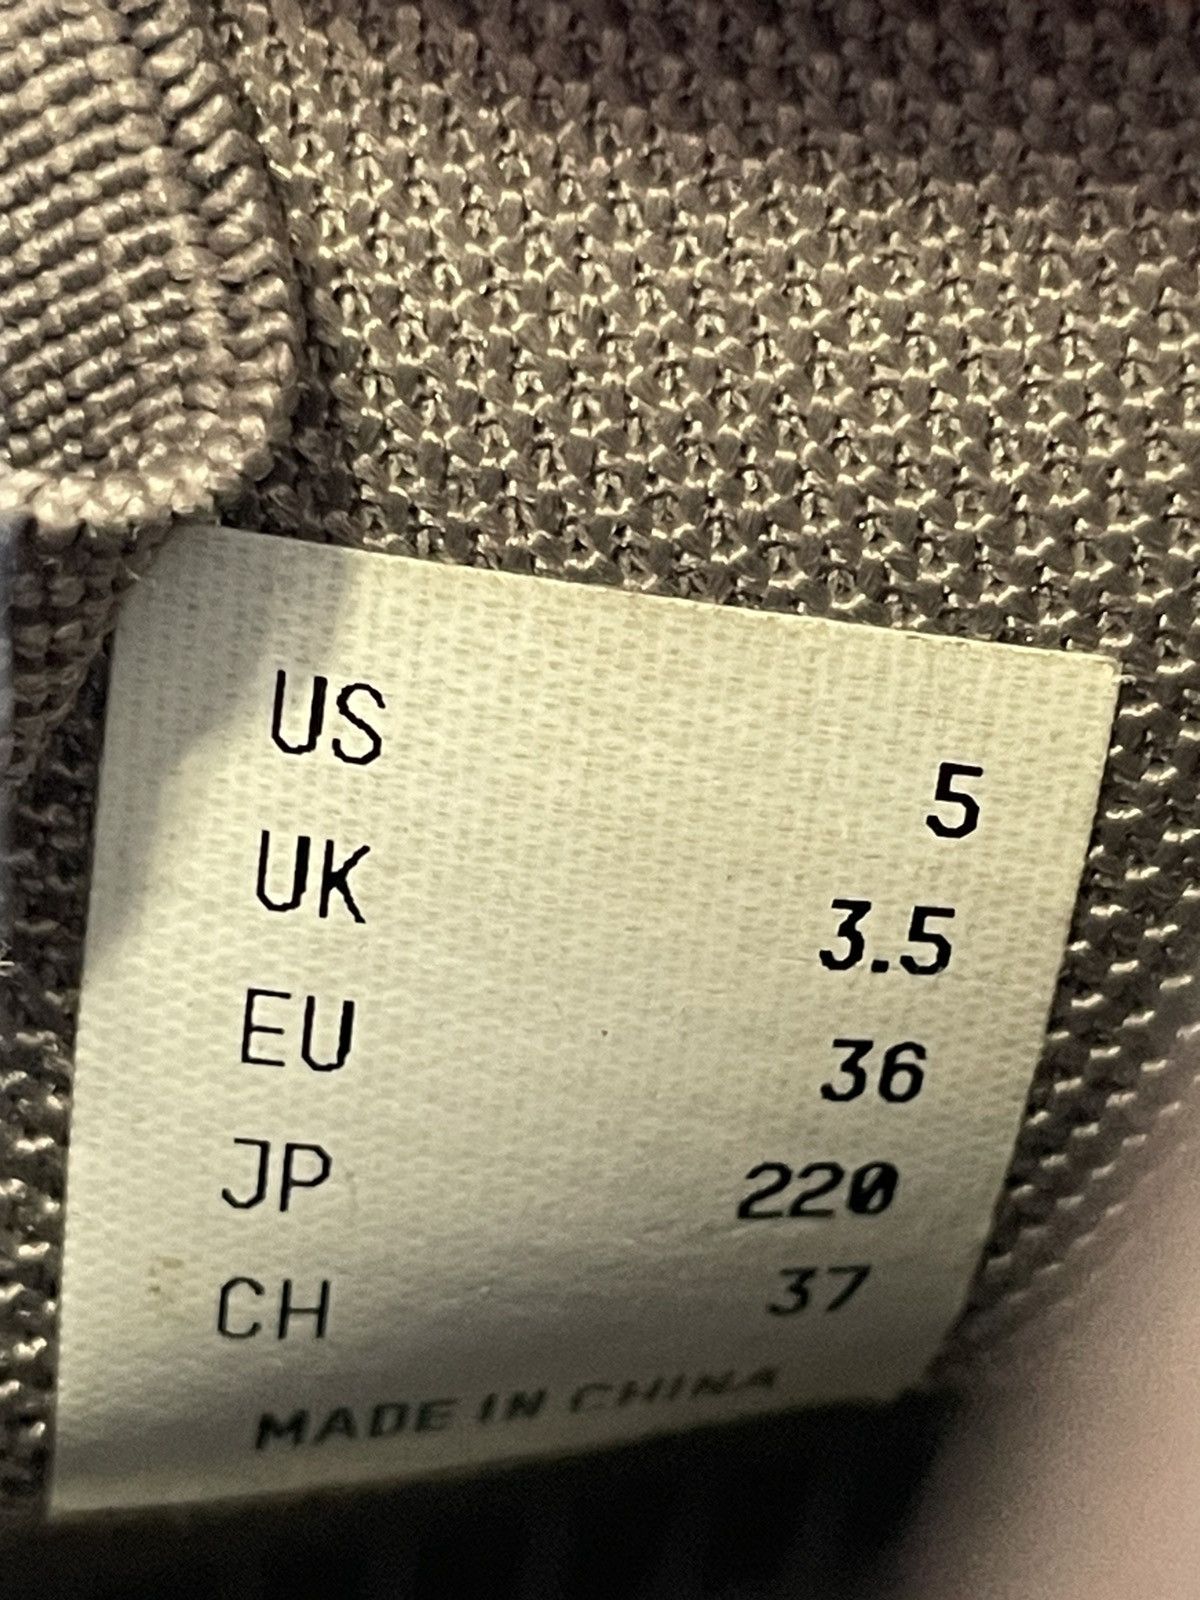 US 5
UK 3.5
EU 36
JP 220
CH 37
MADE IN CHINA